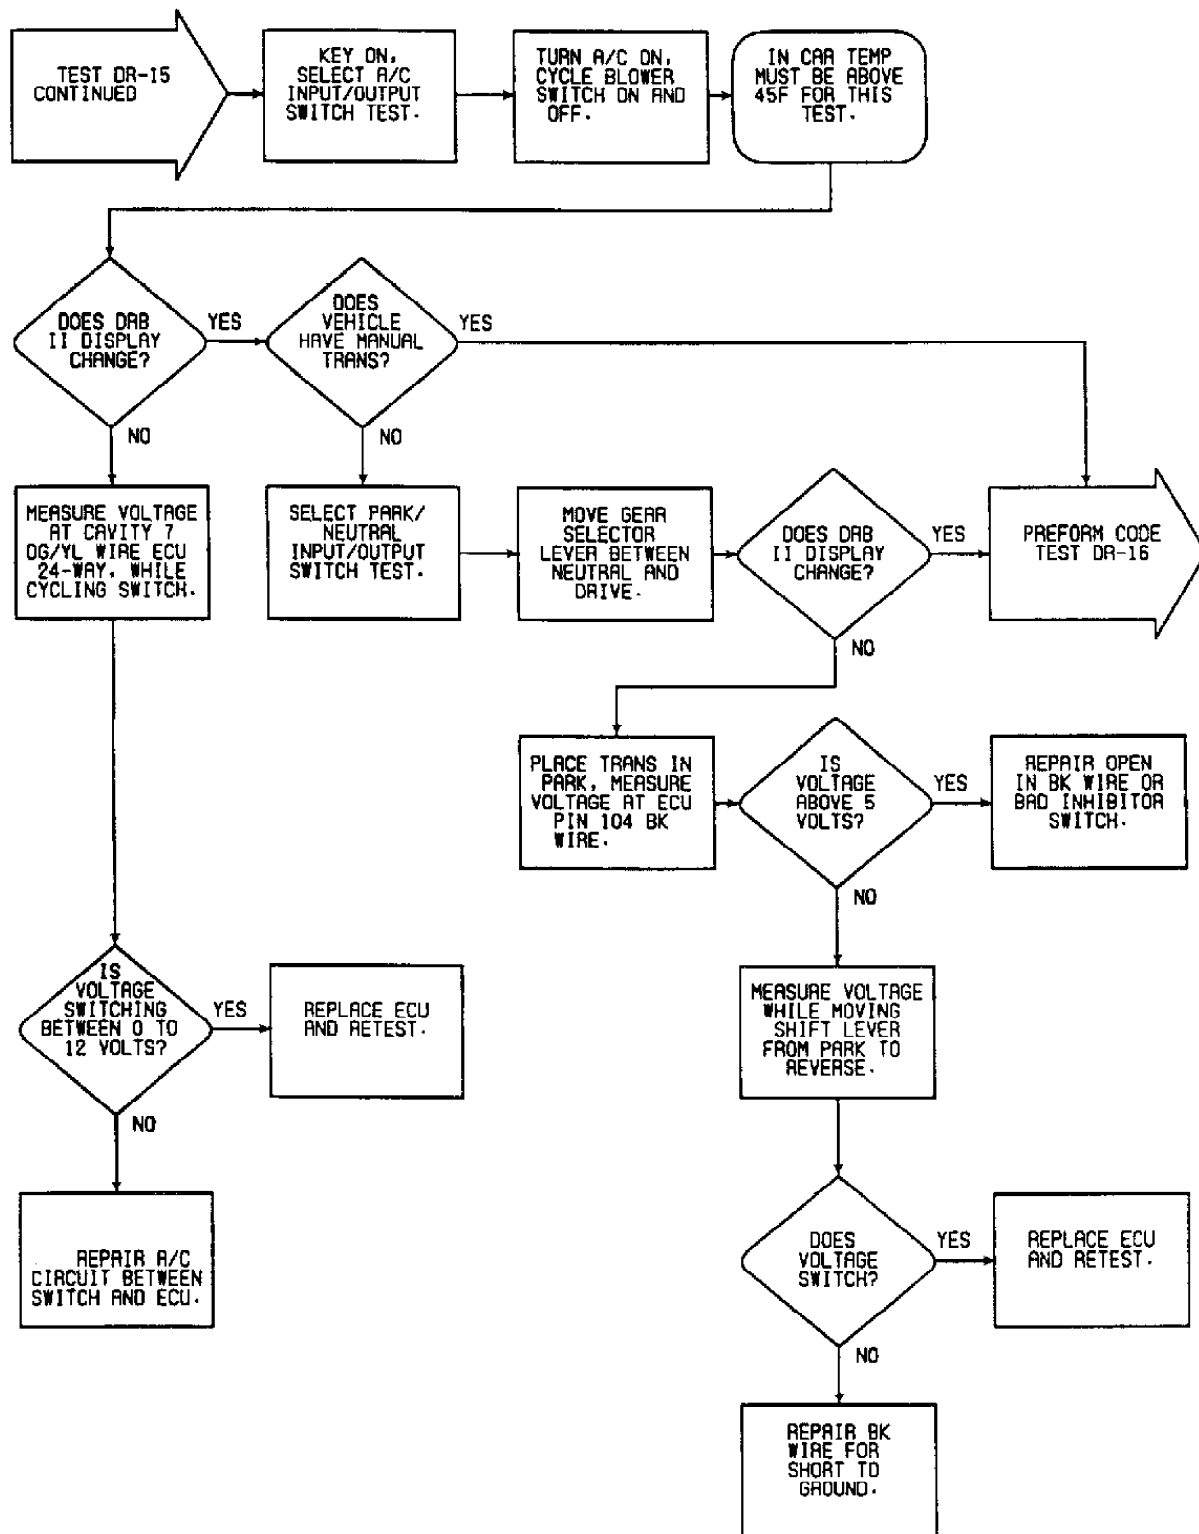 TEST DR-15
CONTINUED
KEY ON,
SELECT A/C
INPUT/OUTPUT
SWITCH TEST.
TURN A/C ON,
CYCLE BLOWER
SWITCH ON AND
OFF.
IN CAR TEMP
MUST BE ABOVE
45F FOR THIS
TEST.
DOES DRB
II DISPLAY
CHANGE?
YES
NO
DOES
VEHICLE
HAVE MANUAL
TRANS?
YES
NO
MEASURE VOLTAGE
AT CAVITY 7
DG/YL WIRE ECU
24-WAY, WHILE
CYCLING SWITCH.
SELECT PARK/
NEUTRAL
INPUT/OUTPUT
SWITCH TEST.
MOVE GEAR
SELECTOR
LEVER BETWEEN
NEUTRAL AND
DRIVE.
DOES DRB
II DISPLAY
CHANGE?
YES
NO
PREFORM CODE
TEST DR-16
PLACE TRANS IN
PARK, MEASURE
VOLTAGE AT ECU
PIN 104 BK
WIRE.
IS
VOLTAGE
ABOVE 5
VOLTS?
YES
NO
REPAIR OPEN
IN BK WIRE OR
BAD INHIBITOR
SWITCH.
IS
VOLTAGE
SWITCHING
BETWEEN 0 TO
12 VOLTS?
YES
NO
REPLACE ECU
AND RETEST.
MEASURE VOLTAGE
WHILE MOVING
SHIFT LEVER
FROM PARK TO
REVERSE.
REPAIR A/C
CIRCUIT BETWEEN
SWITCH AND ECU.
DOES
VOLTAGE
SWITCH?
YES
NO
REPLACE ECU
AND RETEST.
REPAIR BK
WIRE FOR
SHORT TO
GROUND.